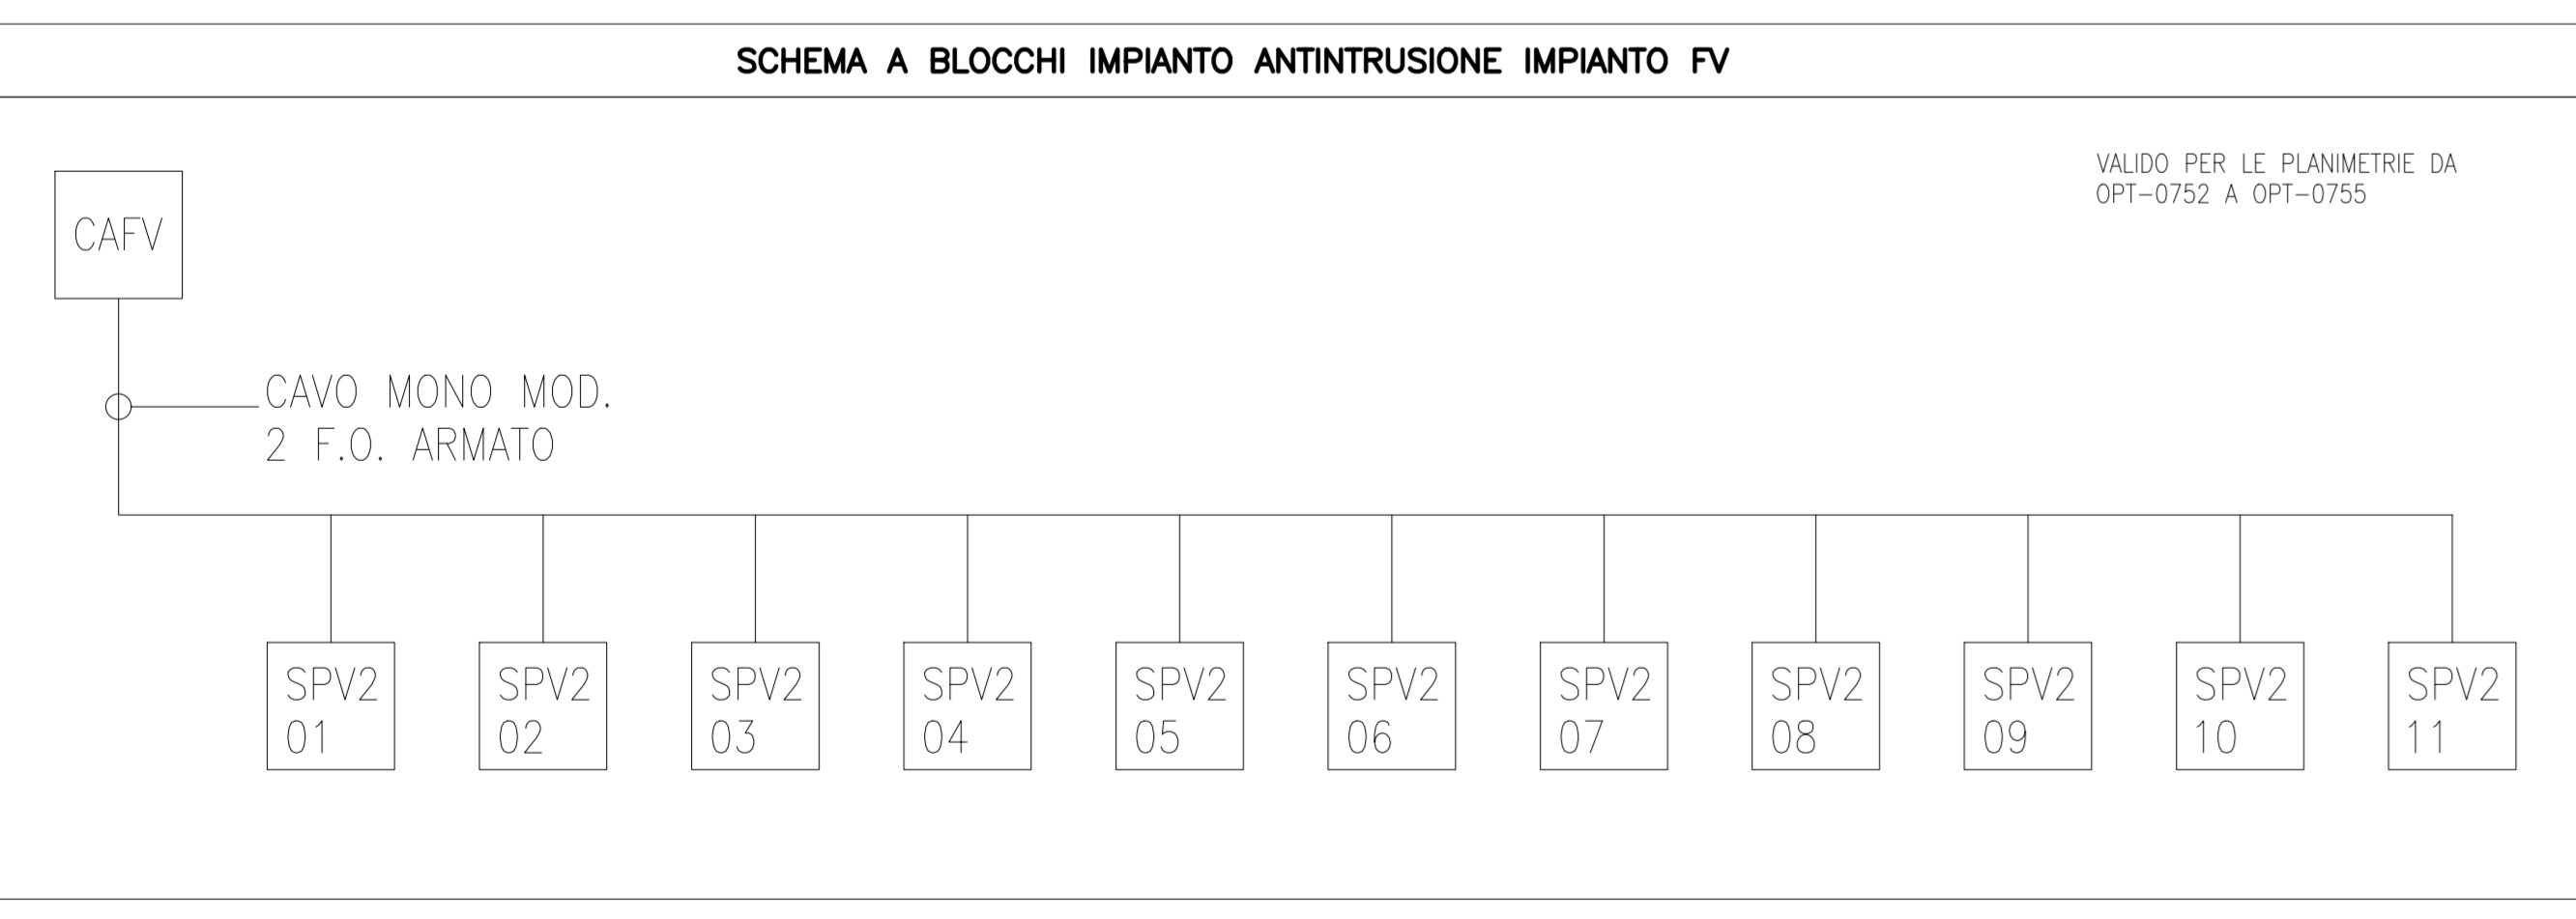 SCHEMA A BLOCCHI IMPIANTO ANTINTRUSIONE IMPIANTO FV
VALIDO PER LE PLANIMETRIE DA
OPT-0752 A OPT-0755
CAFV
CAVO MONO MOD.
2 F.O. ARMATO
SPV2
01
SPV2
02
SPV2
03
SPV2
04
SPV2
05
SPV2
06
SPV2
07
SPV2
08
SPV2
09
SPV2
10
SPV2
11